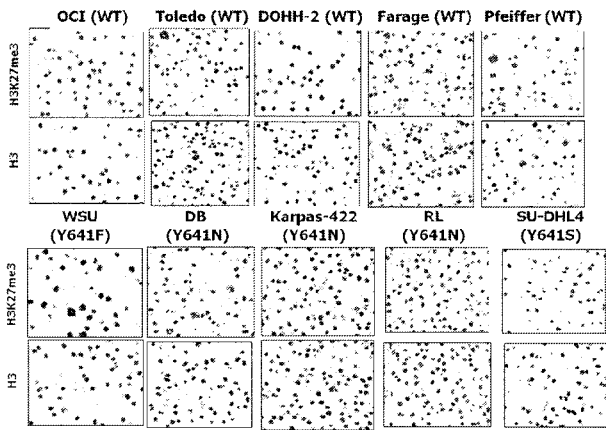 OCI (WT) Toledo (WT) DOHH-2 (WT) Farage (WT) Pfeiffer (WT)
H3K27me3
H3
WSU DB Karpas-422 RL SU-DHL4
(Y641F) (Y641N) (Y641N) (Y641N) (Y641S)
H3K27me3
H3